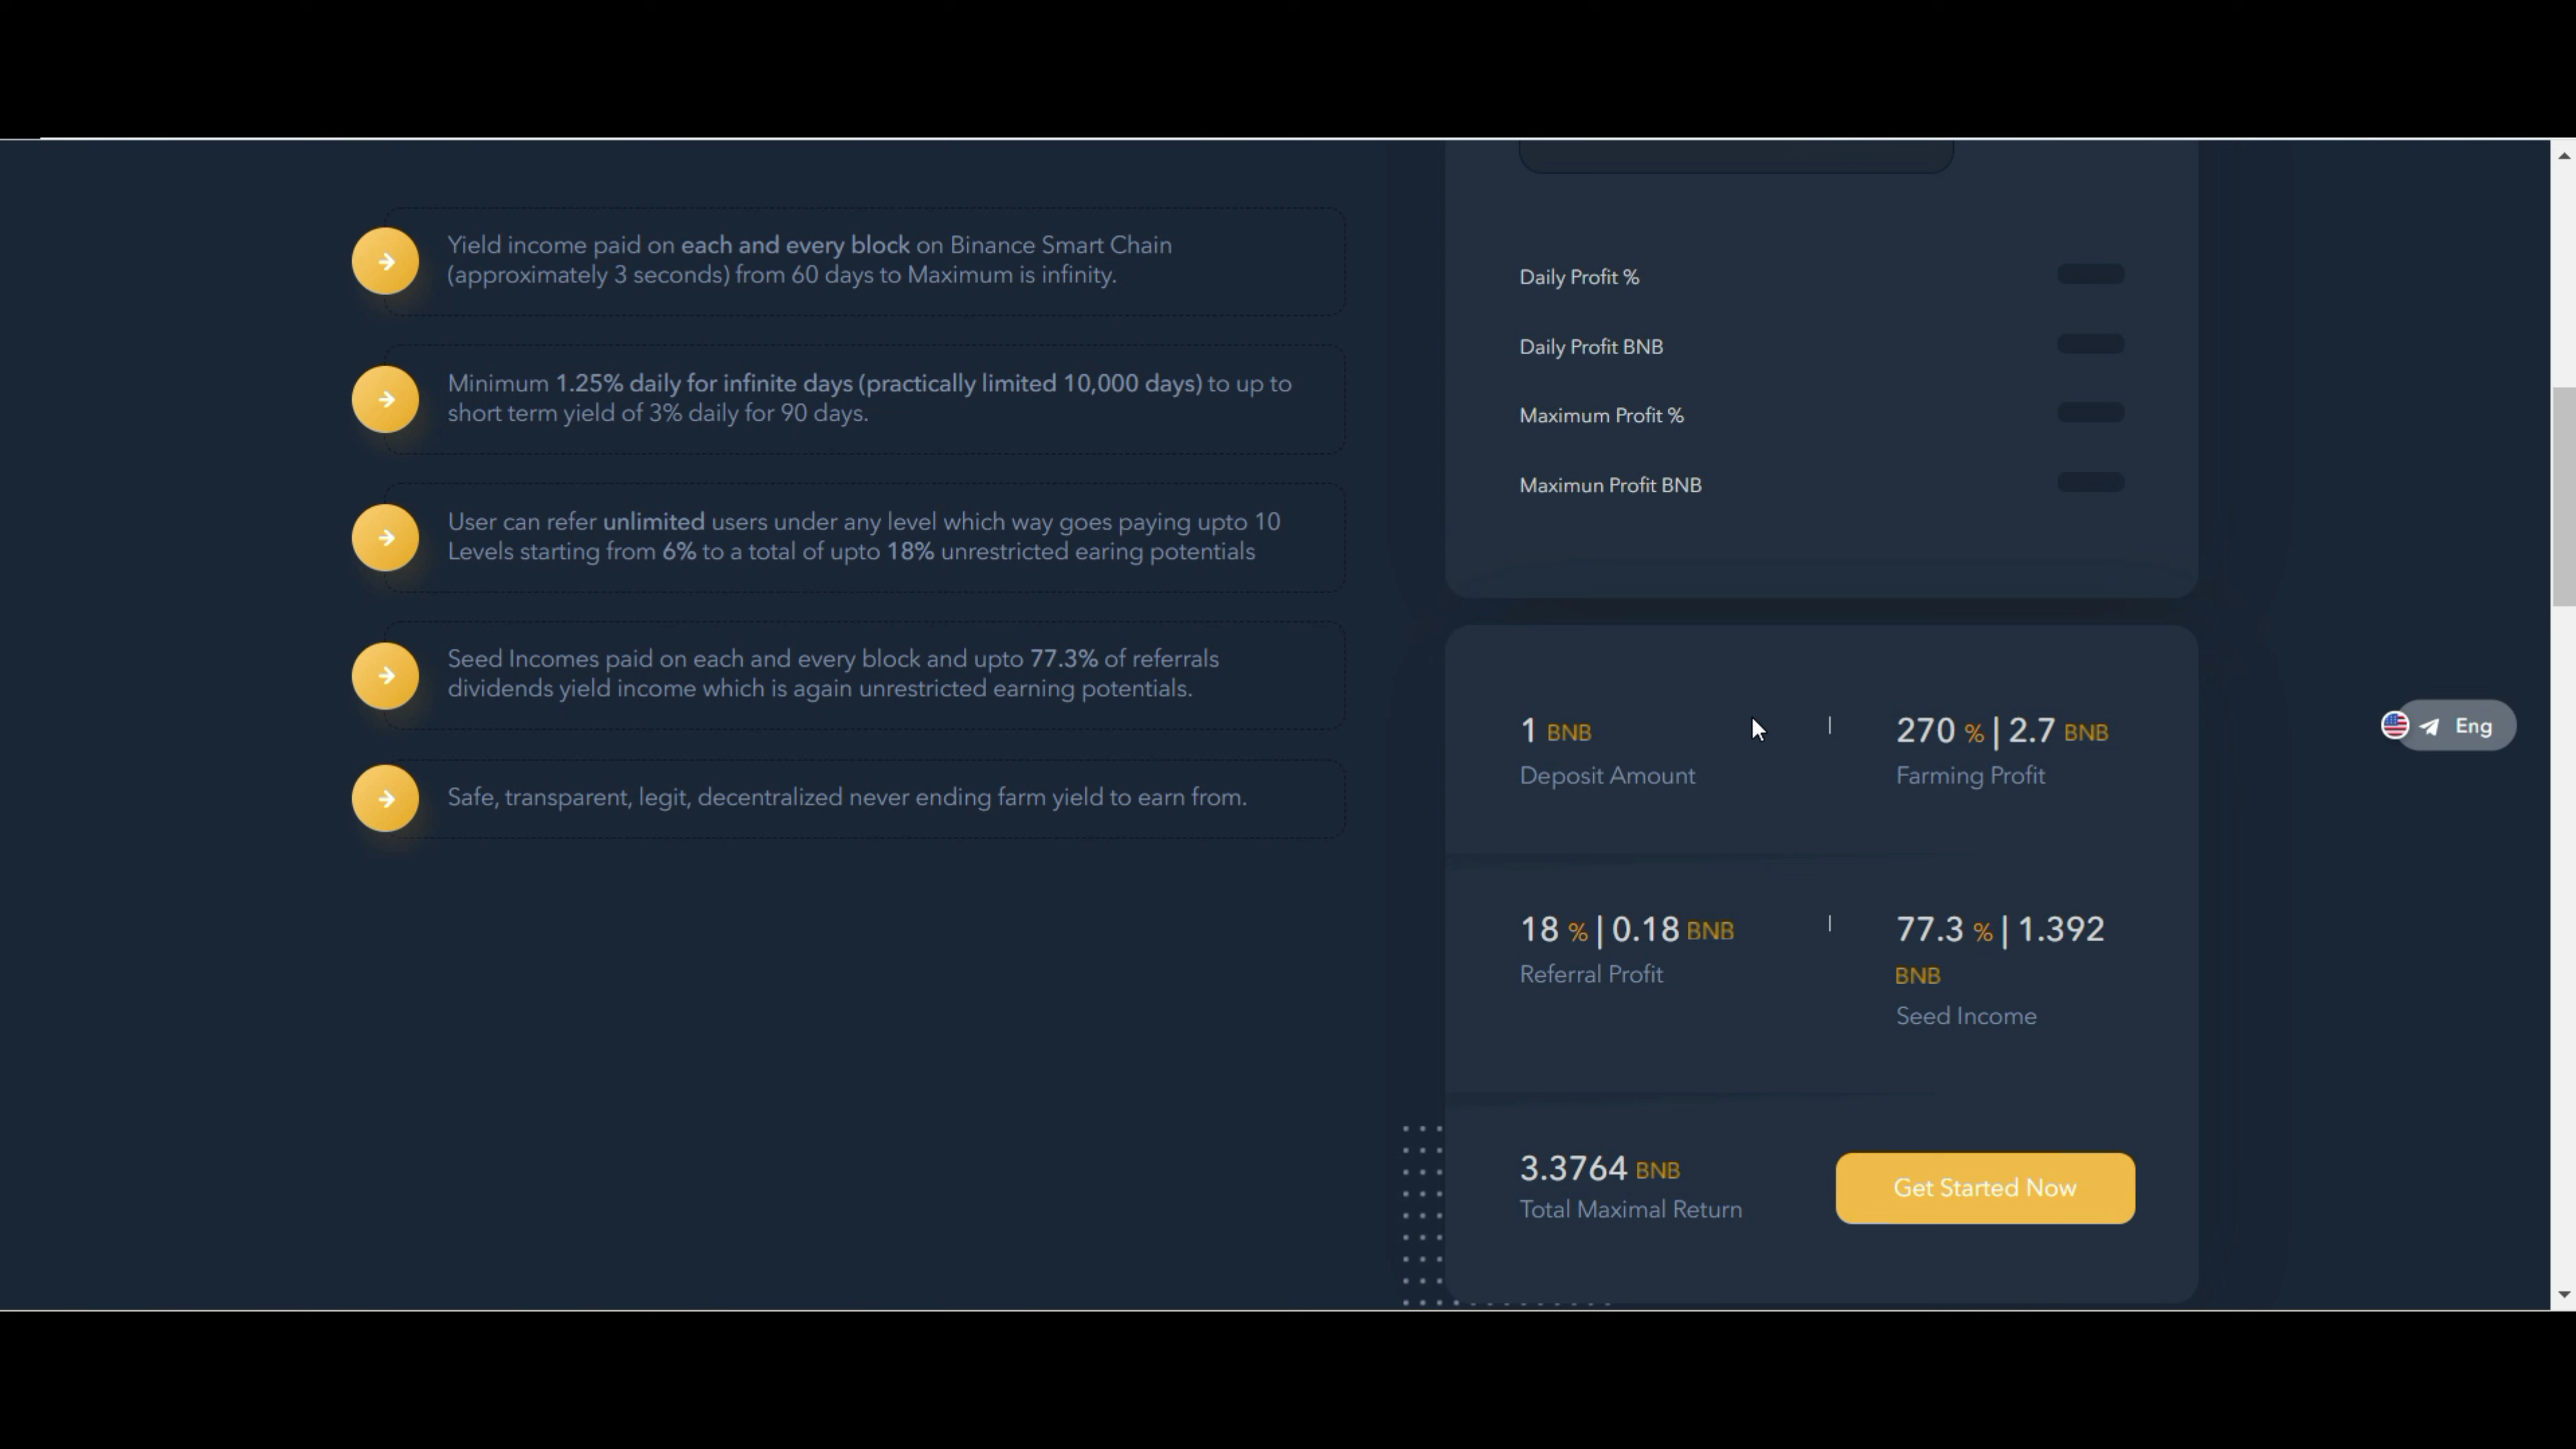 Yield income paid on each and every block on Binance Smart Chain
(approximately 3 seconds) from 60 days to Maximum is infinity.
Minimum 1.25% daily for infinite days (practically limited 10,000 days) to up to
short term yield of 3% daily for 90 days.
User can refer unlimited users under any level which way goes paying upto 10
Levels starting from 6% to a total of upto 18% unrestricted earing potentials
Seed Incomes paid on each and every block and upto 77.3% of referrals
dividends yield income which is again unrestricted earning potentials.
Safe, transparent, legit, decentralized never ending farm yield to earn from.
Daily Profit %
Daily Profit BNB
Maximum Profit %
Maximun Profit BNB
1 BNB
Deposit Amount
270 % | 2.7 BNB
Farming Profit
18 % | 0.18 BNB
Referral Profit
77.3 % | 1.392
BNB
Seed Income
3.3764 BNB
Total Maximal Return
Get Started Now
Eng